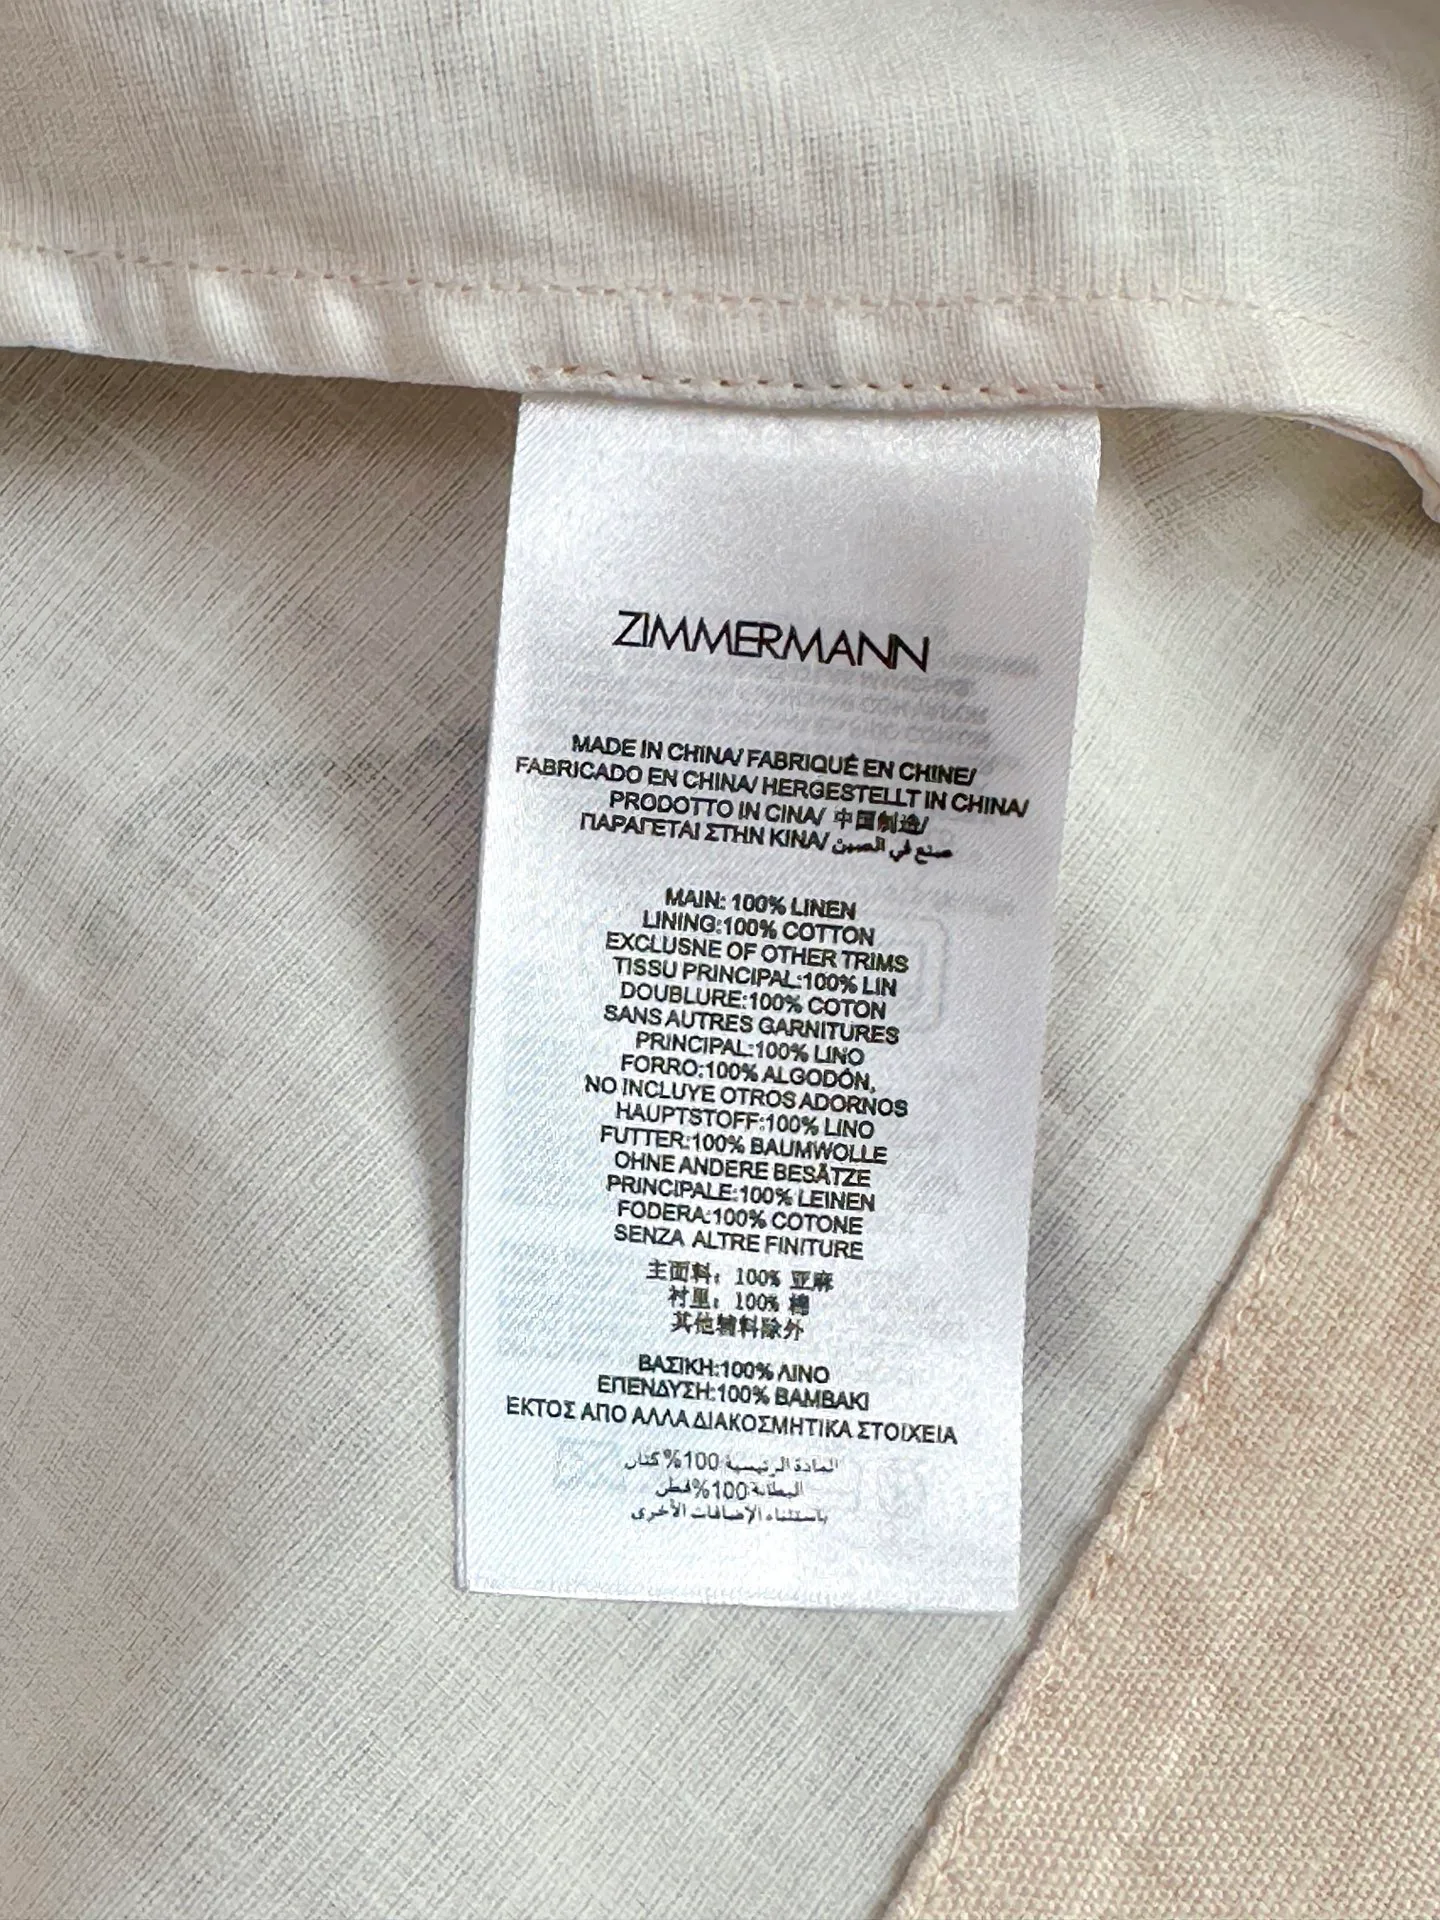 ZIMMERMANN
MADE IN CHINA/ FABRIQUÉ EN CHINE/
FABRICADO EN CHINA/ HERGESTELLT IN CHINA/
PRODOTTO IN CINA/ 中国制造/
ΠΑΡΑΓΕΤΑΙ ΣΤΗΝ ΚΙΝΑ/ صنع في الصين
MAIN: 100% LINEN
LINING:100% COTTON
EXCLUSNE OF OTHER TRIMS
TISSU PRINCIPAL:100% LIN
DOUBLURE:100% COTON
SANS AUTRES GARNITURES
PRINCIPAL:100% LINO
FORRO:100% ALGODÓN,
NO INCLUYE OTROS ADORNOS
HAUPTSTOFF:100% LINO
FUTTER:100% BAUMWOLLE
OHNE ANDERE BESÄTZE
PRINCIPALE:100% LEINEN
FODERA:100% COTONE
SENZA ALTRE FINITURE
主面料：100% 亚麻
衬里：100% 棉
其他辅料除外
ΒΑΣΙΚΗ:100% ΛΙΝΟ
ΕΠΕΝΔΥΣΗ:100% ΒΑΜΒΑΚΙ
ΕΚΤΟΣ ΑΠΟ ΑΛΛΑ ΔΙΑΚΟΣΜΗΤΙΚΑ ΣΤΟΙΧΕΙΑ
المادة الرئيسية 100% كتان
البطانة 100% قطن
باستثناء الإضافات الأخرى